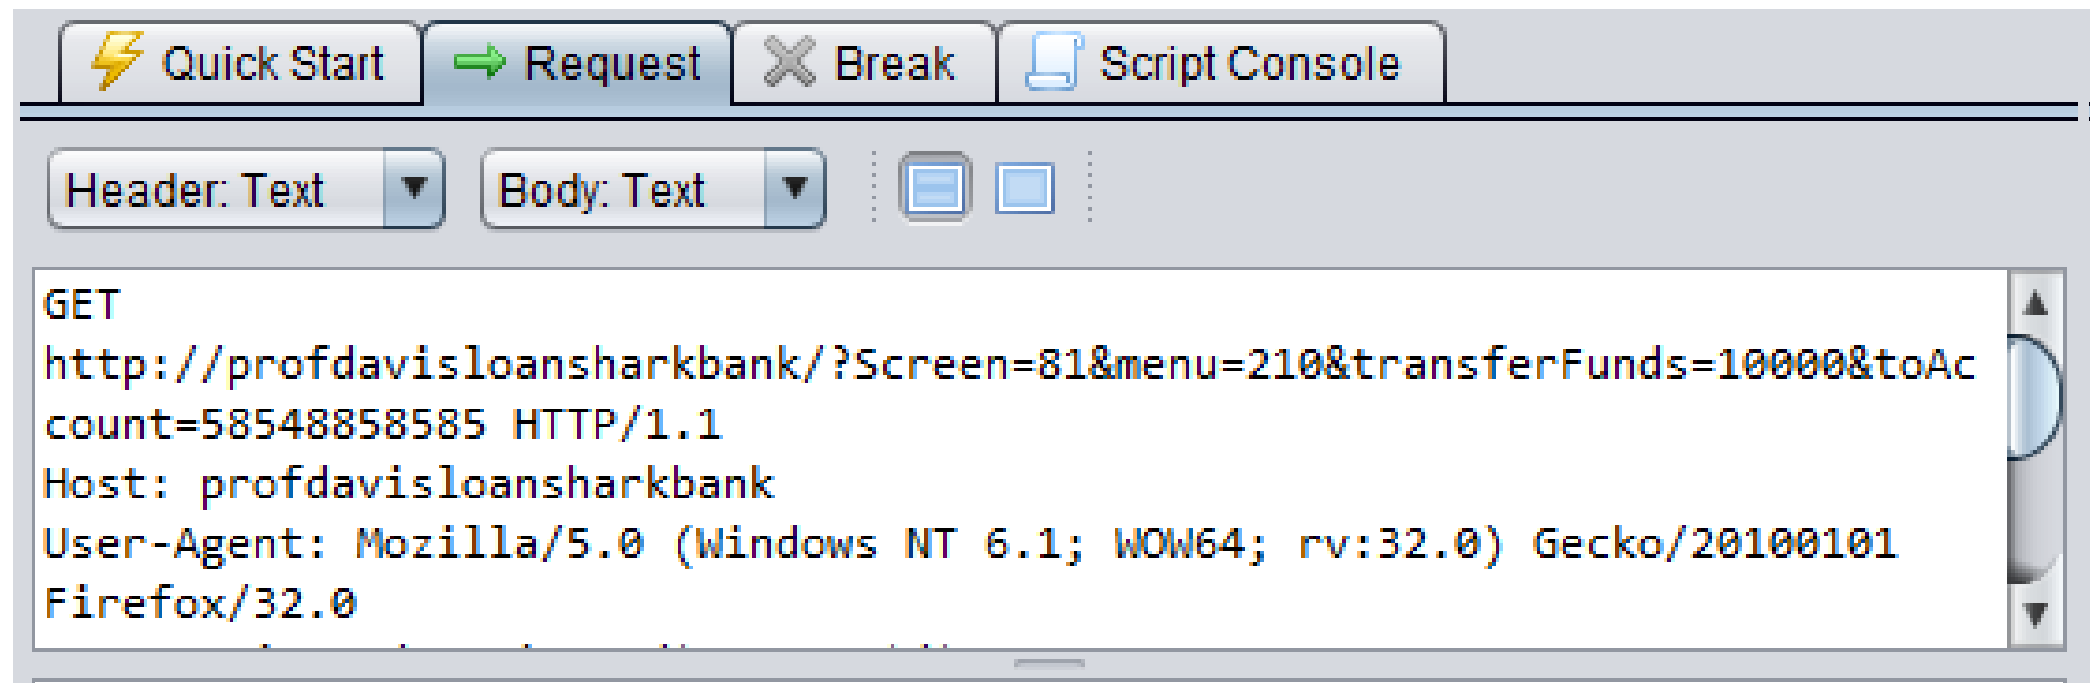 Quick Start Request Break Script Console
Header: Text Body: Text
GET
http://profdavisloansharkbank/?Screen=81&menu=210&transferFunds=10000&toAc
count=58548858585 HTTP/1.1
Host: profdavisloansharkbank
User-Agent: Mozilla/5.0 (Windows NT 6.1; WOW64; rv:32.0) Gecko/20100101
Firefox/32.0